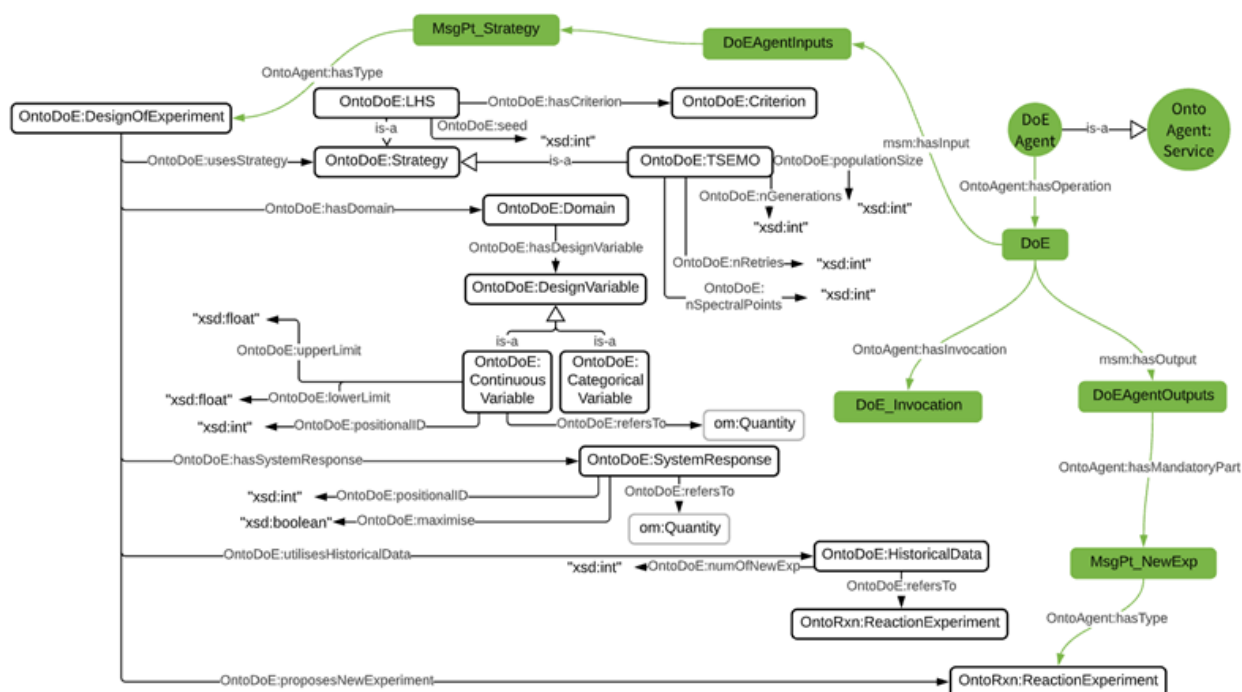 MsgPt_Strategy
DoEAgentInputs
OntoAgent:hasType
OntoDoE:LHS
OntoDoE:hasCriterion
OntoDoE:Criterion
OntoDoE:DesignOfExperiment
is-a
OntoDoE:seed
"xsd:int"
DoE
Agent
is-a
Onto
Agent:
Service
msm:hasInput
OntoDoE:usesStrategy
OntoDoE:Strategy
is-a
OntoDoE:TSEMO
OntoDoE:populationSize
OntoAgent:hasOperation
OntoDoE:nGenerations
"xsd:int"
OntoDoE:hasDomain
OntoDoE:Domain
"xsd:int"
DoE
OntoDoE:hasDesignVariable
OntoDoE:nRetries
"xsd:int"
OntoDoE:DesignVariable
OntoDoE:
nSpectralPoints
"xsd:int"
"xsd:float"
is-a
is-a
OntoDoE:upperLimit
OntoDoE:
Continuous
Variable
OntoDoE:
Categorical
Variable
OntoAgent:hasInvocation
msm:hasOutput
"xsd:float"
OntoDoE:lowerLimit
DoE_Invocation
DoEAgentOutputs
"xsd:int"
OntoDoE:positionalID
OntoDoE:refersTo
om:Quantity
OntoDoE:hasSystemResponse
OntoDoE:SystemResponse
OntoAgent:hasMandatoryPart
"xsd:int"
OntoDoE:positionalID
OntoDoE:refersTo
"xsd:boolean"
OntoDoE:maximise
om:Quantity
OntoDoE:utilisesHistoricalData
OntoDoE:HistoricalData
"xsd:int"
OntoDoE:numOfNewExp
MsgPt_NewExp
OntoDoE:refersTo
OntoRxn:ReactionExperiment
OntoAgent:hasType
OntoDoE:proposesNewExperiment
OntoRxn:ReactionExperiment